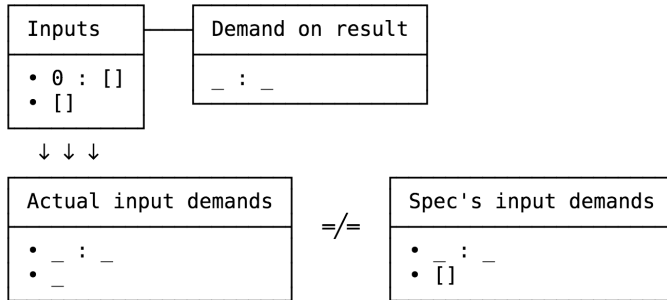 Inputs
• 0 : []
• []
Demand on result
_ : _
↓ ↓ ↓
Actual input demands
• _ : _
• _
=/=
Spec's input demands
• _ : _
• []